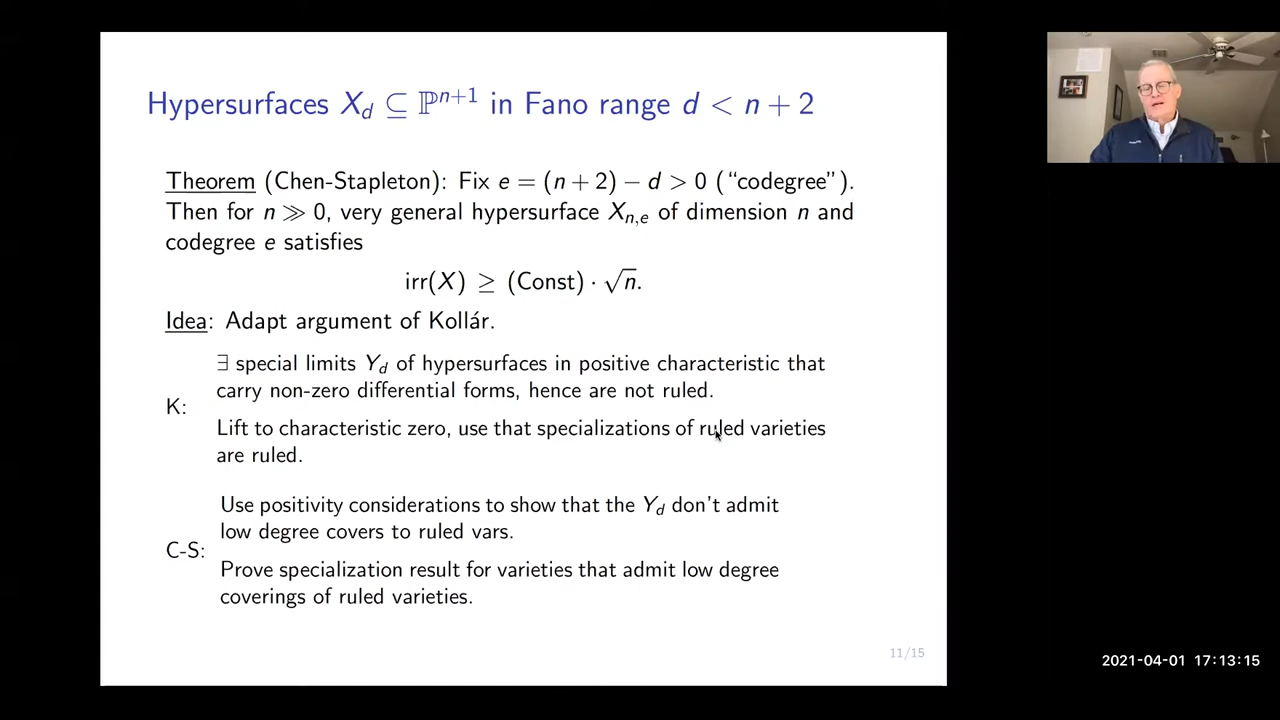 Hypersurfaces X_d ⊆ ℙ^{n+1} in Fano range d < n + 2
Theorem (Chen-Stapleton): Fix e = (n + 2) − d > 0 (“codegree”).
Then for n ≫ 0, very general hypersurface X_{n,e} of dimension n and
codegree e satisfies
irr(X) ≥ (Const) · √n.
Idea: Adapt argument of Kollár.
∃ special limits Y_d of hypersurfaces in positive characteristic that
carry non-zero differential forms, hence are not ruled.
K:
Lift to characteristic zero, use that specializations of ruled varieties
are ruled.
Use positivity considerations to show that the Y_d don’t admit
low degree covers to ruled vars.
C-S:
Prove specialization result for varieties that admit low degree
coverings of ruled varieties.
11/15
2021-04-01 17:13:15